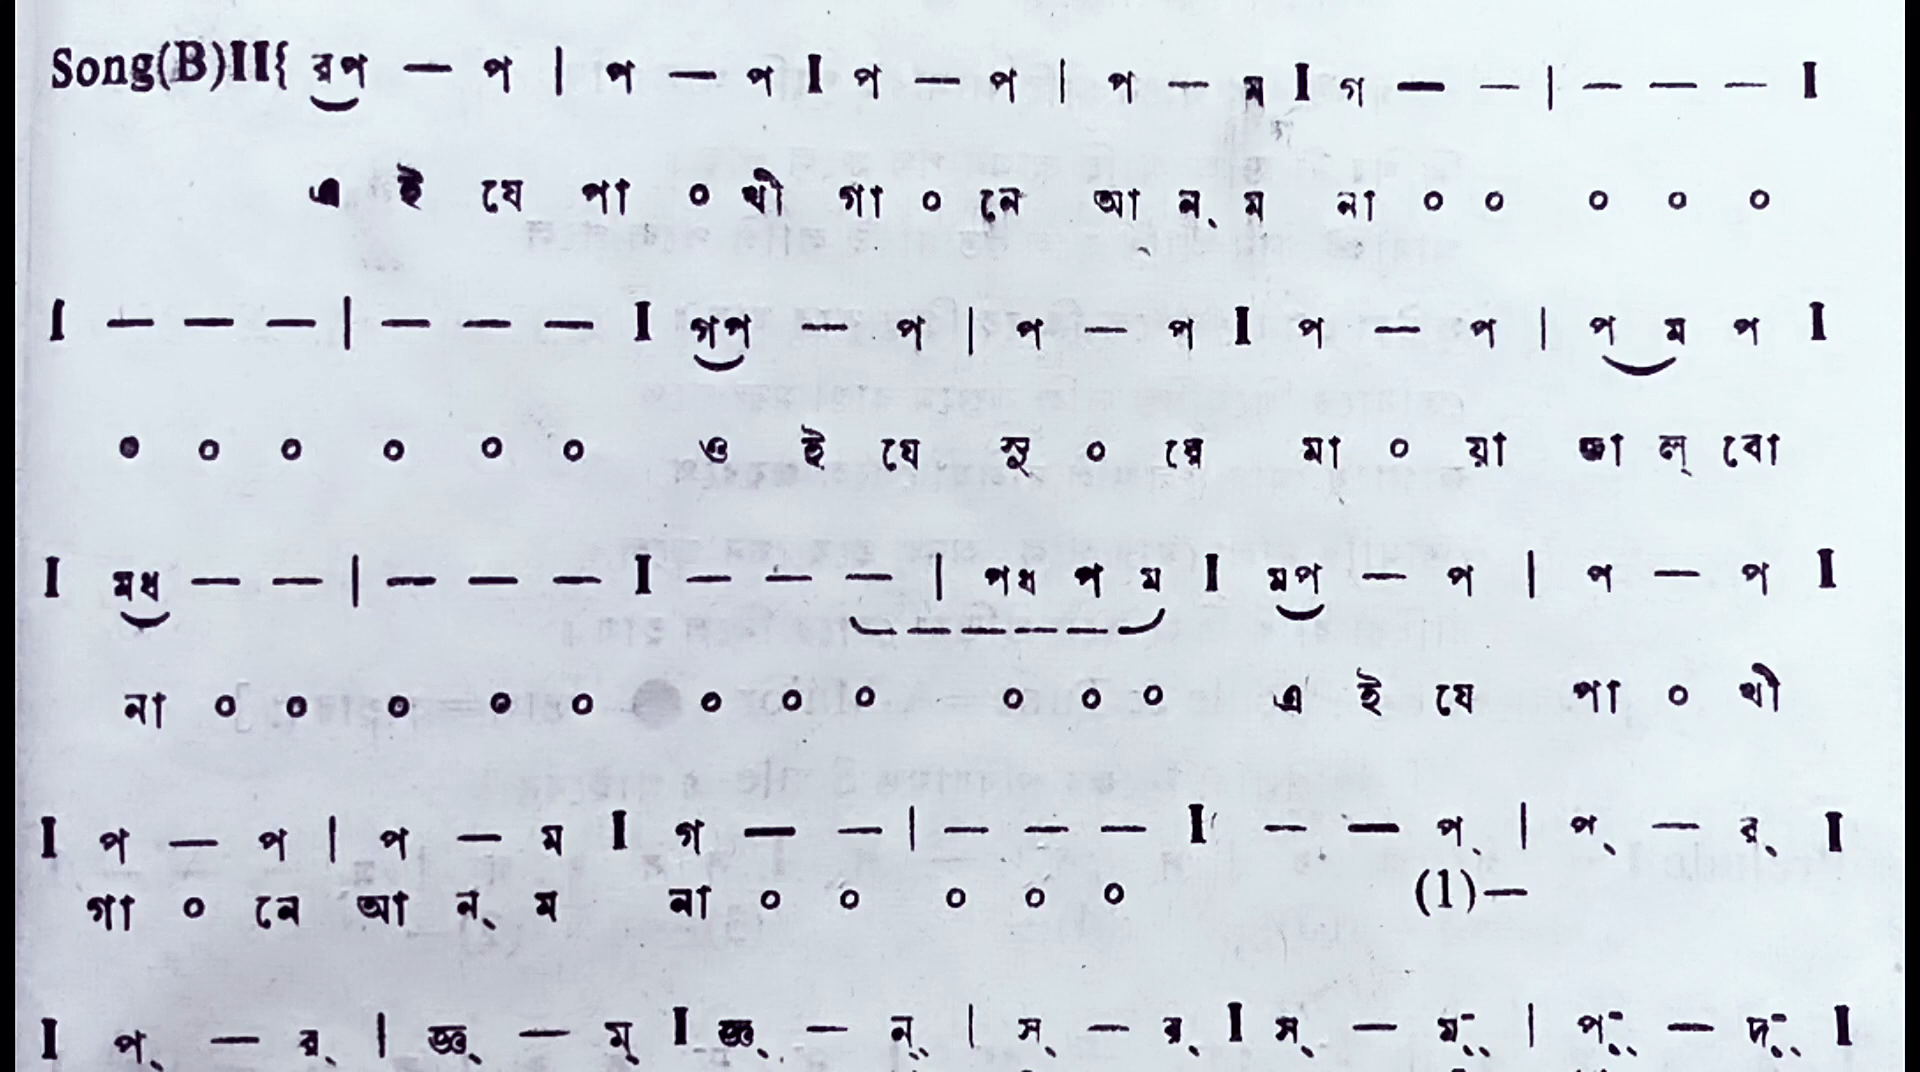 Song(B)II{ রপ — প | প — প I প — প | প — ম I গ — — | — — — I
এ ই যে পা ০ খী গা ০ নে আ ন্ ম না ০ ০ ০ ০ ০
I — — — | — — — I গপ — প | প — প I প — প | প ম প I
০ ০ ০ ০ ০ ০ ও ই যে সু ০ রে মা ০ য়া জা ল্ বো
I মধ — — | — — — I — — — | পধ প ম I মপ — প | প — প I
না ০ ০ ০ ০ ০ ০ ০ ০ ০ ০ ০ এ ই যে পা ০ খী
I প — প | প — ম I গ — — | — — — I — — প্ | প্ — র্ I
গা ০ নে আ ন্ ম না ০ ০ ০ ০ ০ (1)—
I প্ — র্ | জ্ঞ্ — ম্ I জ্ঞ্ — | স্ — র্ I স্ — | — I